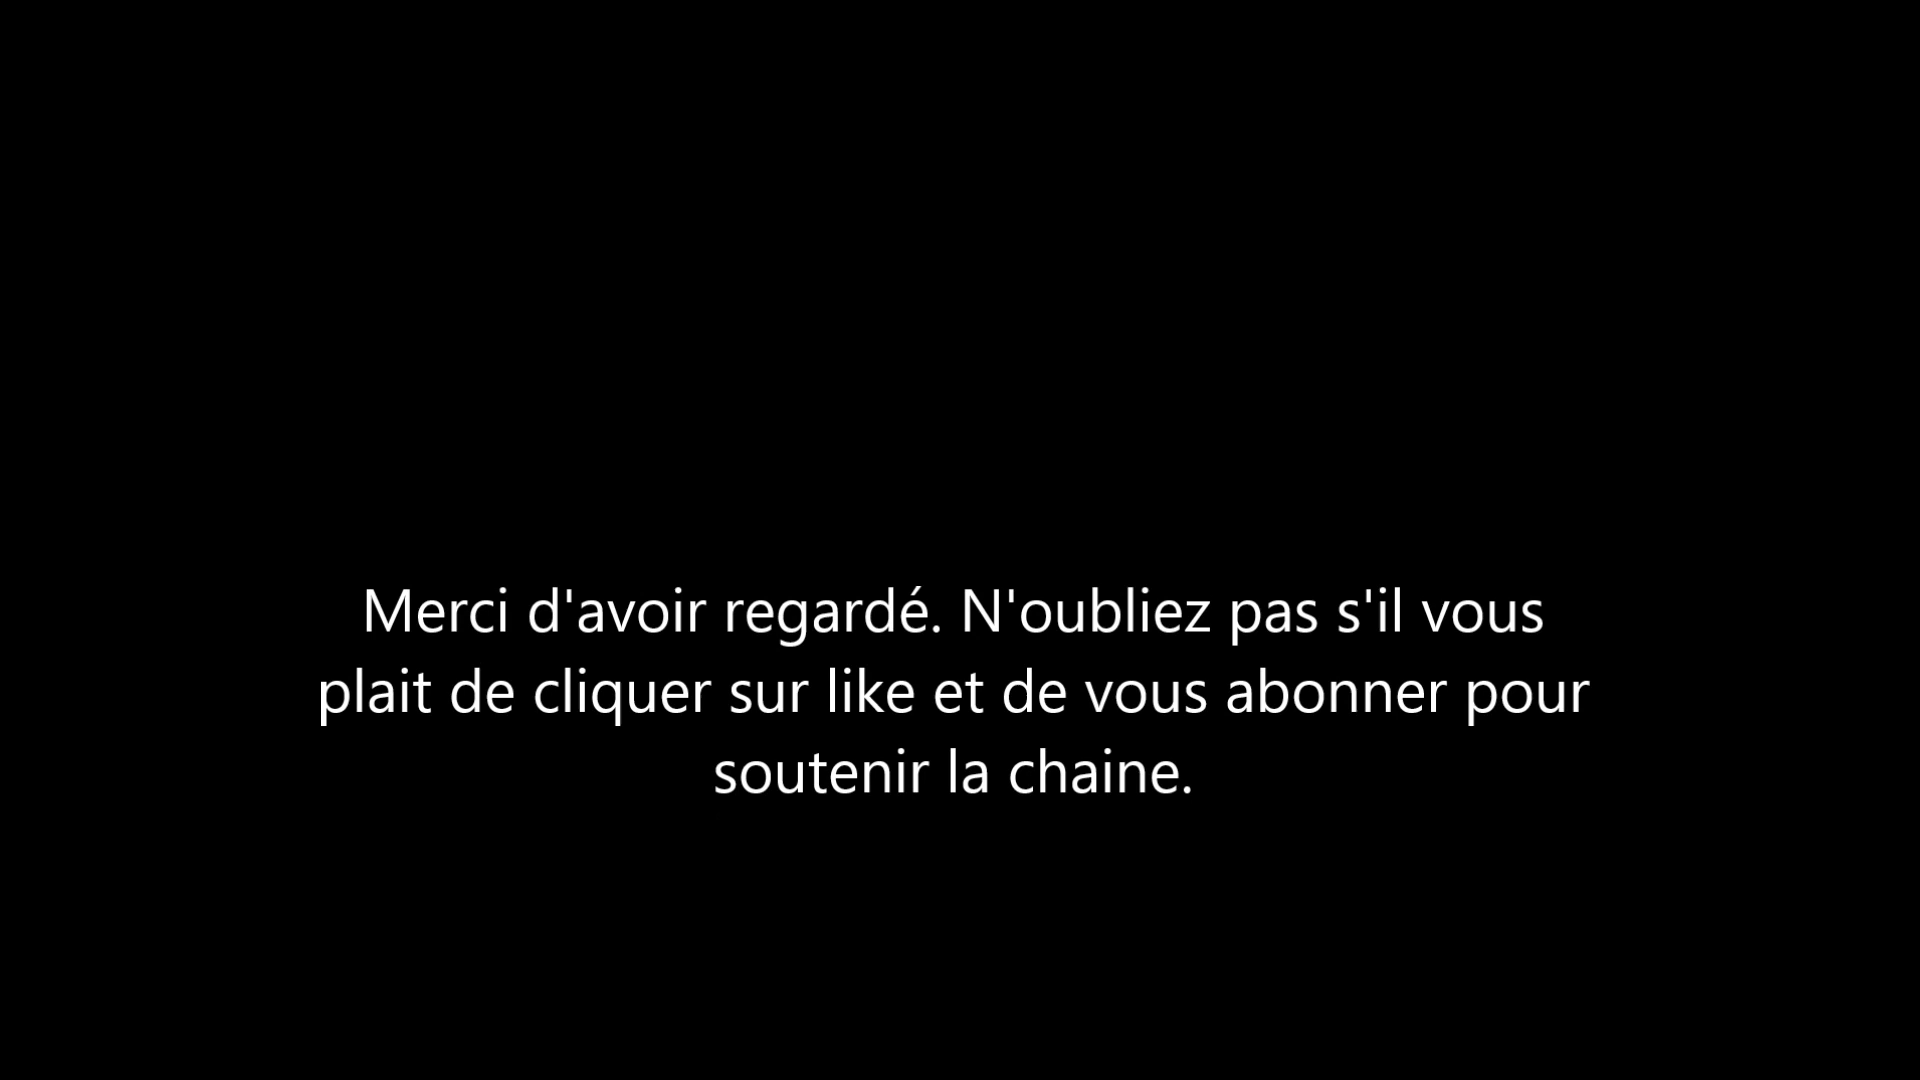 Merci d'avoir regardé. N'oubliez pas s'il vous
plait de cliquer sur like et de vous abonner pour
soutenir la chaine.